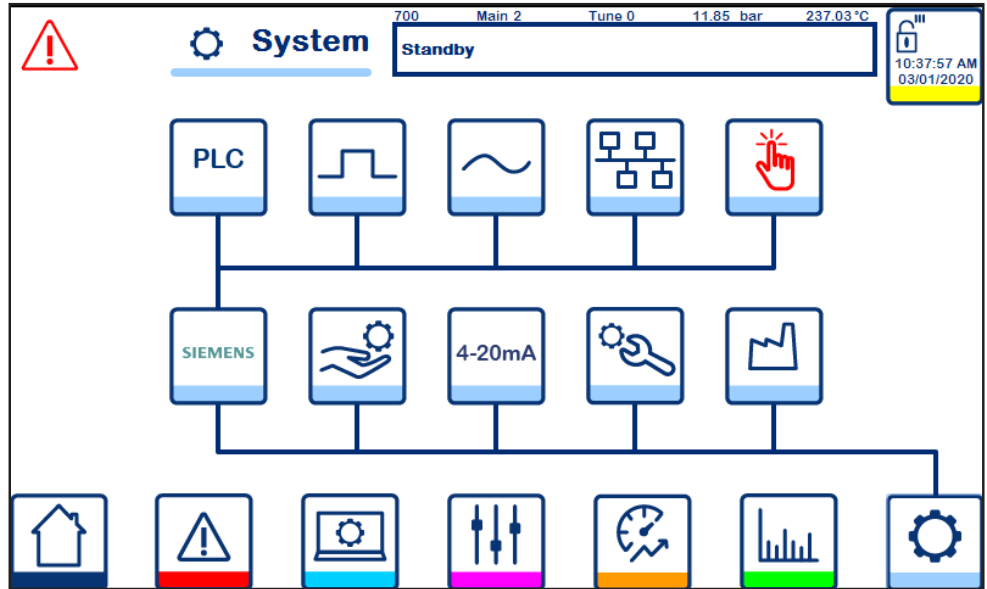 700 Main 2 Tune 0 11.85 bar 237.03 °C
System
Standby
10:37:57 AM
03/01/2020
PLC
SIEMENS
4-20mA